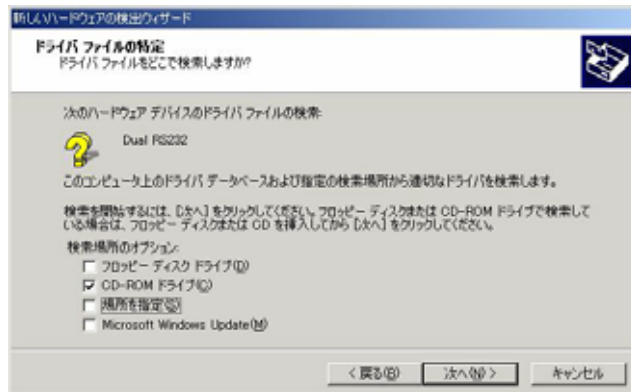 新しいハードウェアの検出ウィザード
ドライバ ファイルの特定
ドライバ ファイルをどこで検索しますか?
次のハードウェア デバイスのドライバ ファイルの検索:
Dual RS232
このコンピュータ上のドライバ データベースおよび指定の検索場所から適切なドライバを検索します。
検索を開始するには、[次へ] をクリックしてください。フロッピー ディスクまたは CD-ROM ドライブで検索して
いる場合は、フロッピー ディスクまたは CD を挿入してから [次へ] をクリックしてください。
検索場所のオプション:
フロッピー ディスク ドライブ(D)
CD-ROM ドライブ(C)
場所を指定(S)
Microsoft Windows Update(M)
< 戻る(B) 次へ(N) > キャンセル